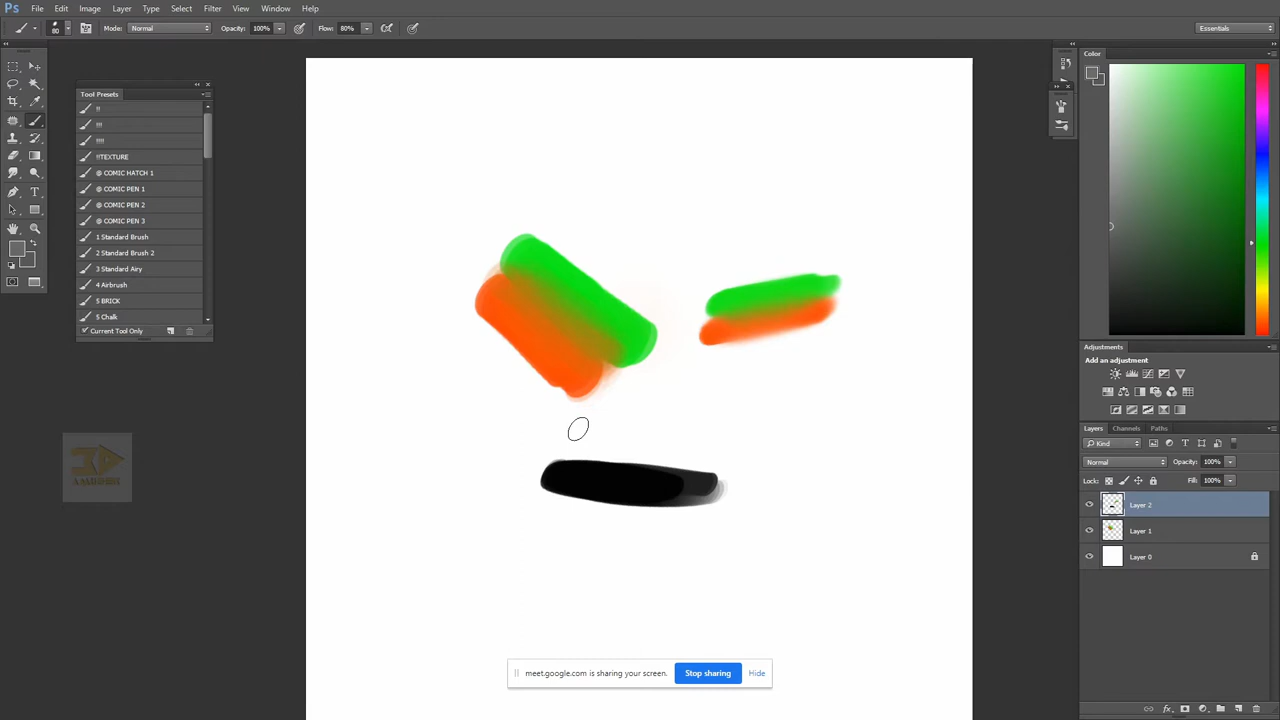 Ps File Edit Image Layer Type Select Filter View Window Help
80 Mode: Normal Opacity: 100% Flow: 80% Essentials
Tool Presets
!!
!!!
!!!!
!!TEXTURE
@ COMIC HATCH 1
@ COMIC PEN 1
@ COMIC PEN 2
@ COMIC PEN 3
1 Standard Brush
2 Standard Brush 2
3 Standard Airy
4 Airbrush
5 BRICK
5 Chalk
Current Tool Only
Color
Adjustments
Add an adjustment
Layers Channels Paths
Kind
Normal Opacity: 100%
Lock: Fill: 100%
Layer 2
Layer 1
Layer 0
meet.google.com is sharing your screen. Stop sharing Hide